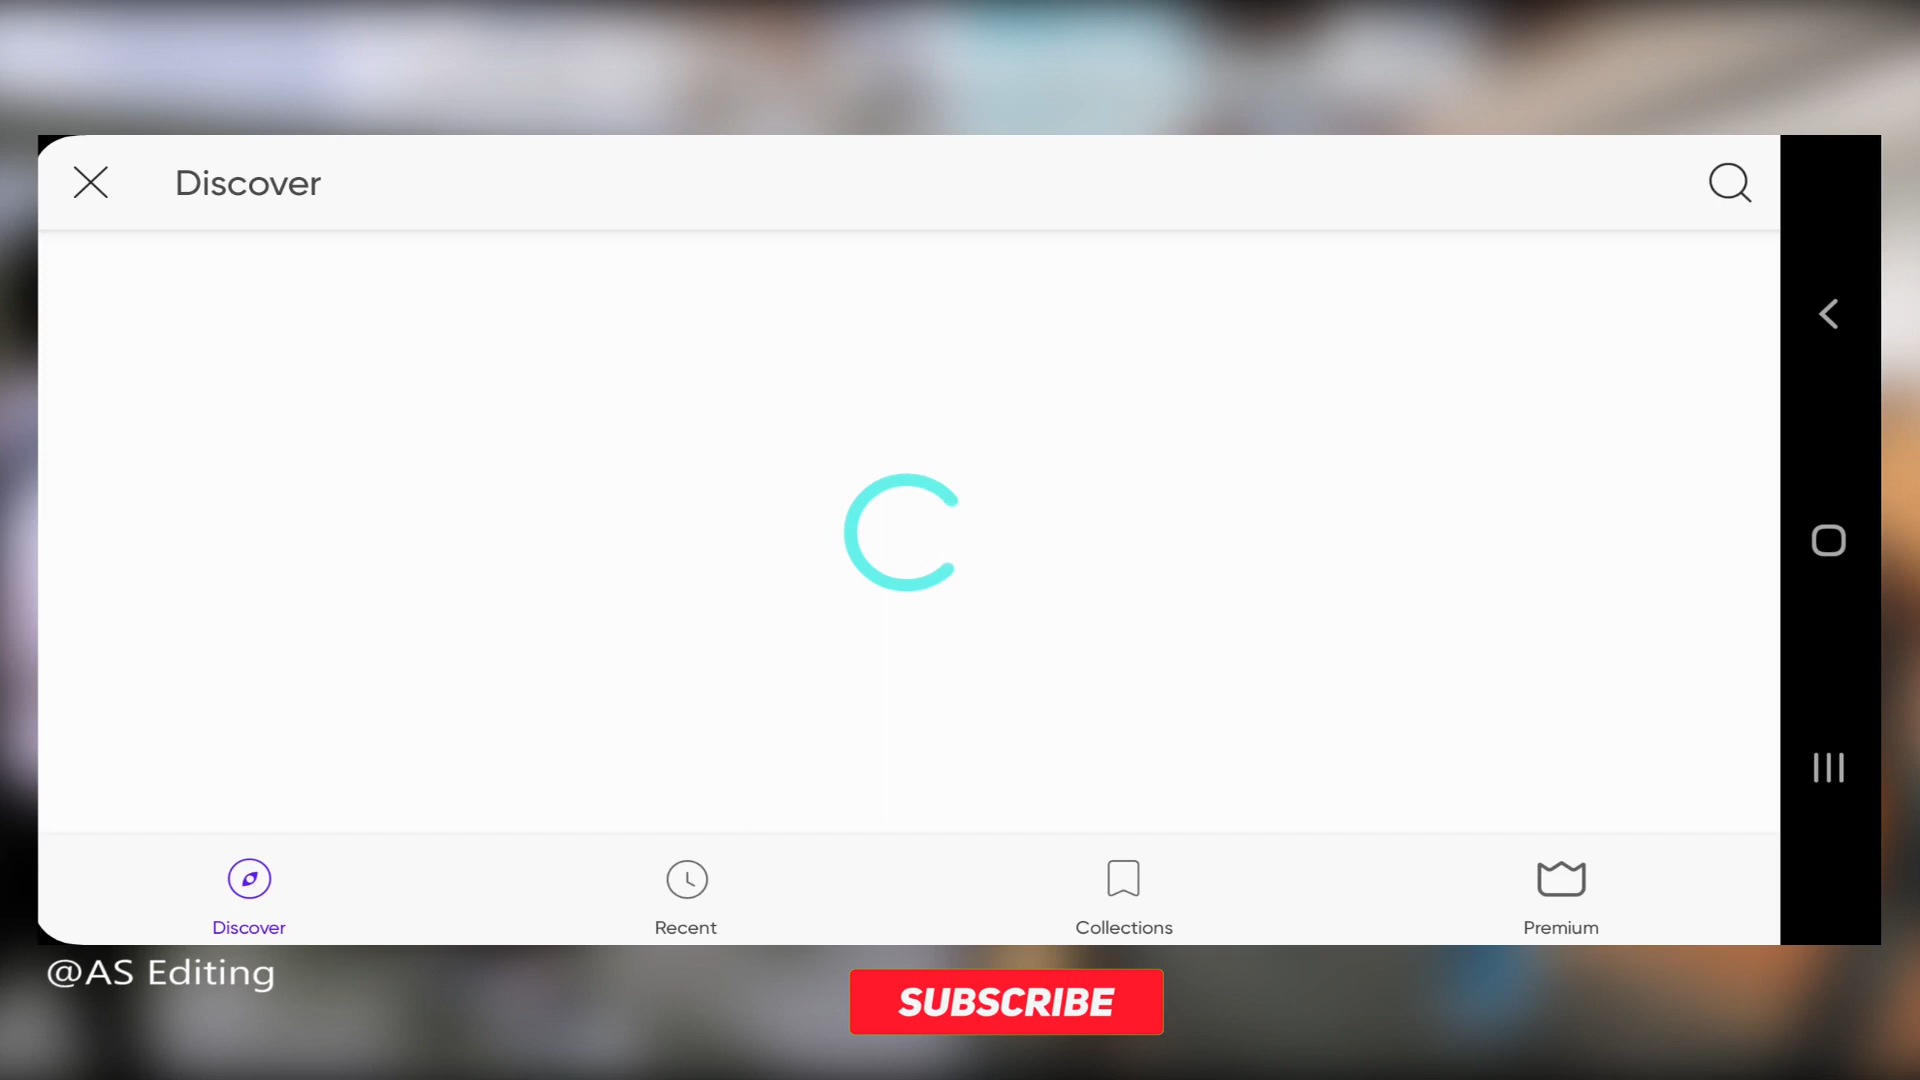 Discover
Discover
Recent
Collections
Premium
@AS Editing
SUBSCRIBE